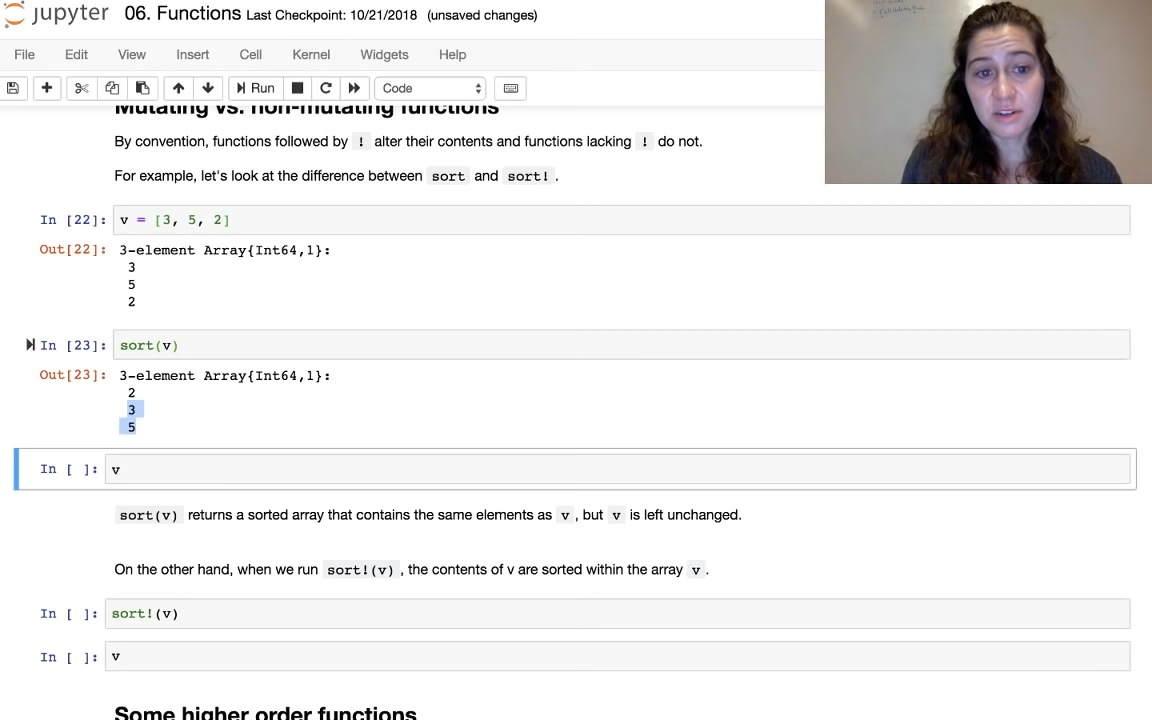 jupyter 06. Functions Last Checkpoint: 10/21/2018 (unsaved changes)
File Edit View Insert Cell Kernel Widgets Help
Run Code
Mutating vs. non-mutating functions
By convention, functions followed by ! alter their contents and functions lacking ! do not.
For example, let's look at the difference between sort and sort! .
In [22]: v = [3, 5, 2]
Out[22]: 3-element Array{Int64,1}:
3
5
2
In [23]: sort(v)
Out[23]: 3-element Array{Int64,1}:
2
3
5
In [ ]: v
sort(v) returns a sorted array that contains the same elements as v , but v is left unchanged.
On the other hand, when we run sort!(v) , the contents of v are sorted within the array v .
In [ ]: sort!(v)
In [ ]: v
Some higher order functions